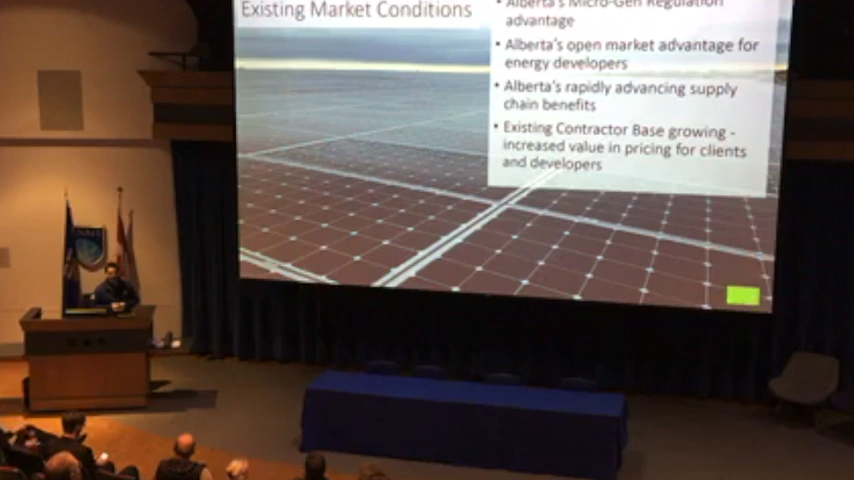 Existing Market Conditions
• Alberta's Micro-Gen Regulation
advantage
• Alberta's open market advantage for
energy developers
• Alberta's rapidly advancing supply
chain benefits
• Existing Contractor Base growing -
increased value in pricing for clients
and developers
NAIT